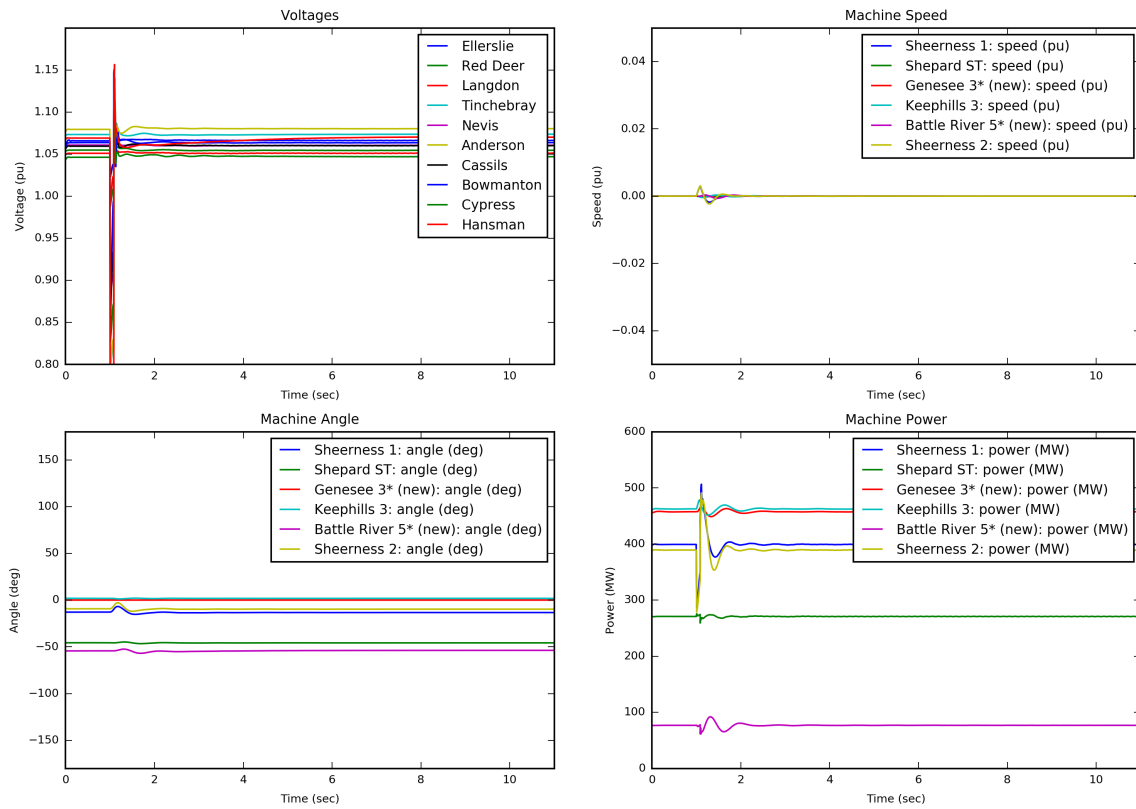 Voltages
Voltage (pu)
1.15
1.10
1.05
1.00
0.95
0.90
0.85
0.80
0
2
4
6
8
10
Time (sec)
Ellerslie
Red Deer
Langdon
Tinchebray
Nevis
Anderson
Cassils
Bowmanton
Cypress
Hansman
Machine Speed
Speed (pu)
0.04
0.02
0.00
−0.02
−0.04
0
2
4
6
8
10
Time (sec)
Sheerness 1: speed (pu)
Shepard ST: speed (pu)
Genesee 3* (new): speed (pu)
Keephills 3: speed (pu)
Battle River 5* (new): speed (pu)
Sheerness 2: speed (pu)
Machine Angle
Angle (deg)
150
100
50
0
−50
−100
−150
0
2
4
6
8
10
Time (sec)
Sheerness 1: angle (deg)
Shepard ST: angle (deg)
Genesee 3* (new): angle (deg)
Keephills 3: angle (deg)
Battle River 5* (new): angle (deg)
Sheerness 2: angle (deg)
Machine Power
Power (MW)
600
500
400
300
200
100
0
0
2
4
6
8
10
Time (sec)
Sheerness 1: power (MW)
Shepard ST: power (MW)
Genesee 3* (new): power (MW)
Keephills 3: power (MW)
Battle River 5* (new): power (MW)
Sheerness 2: power (MW)